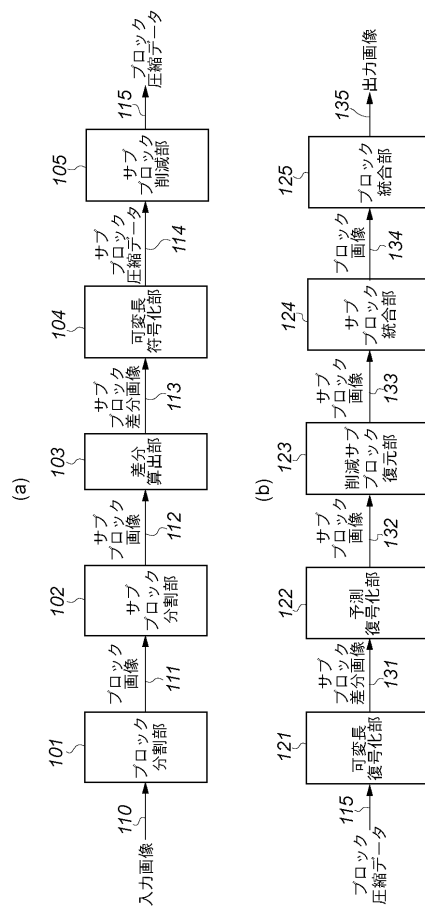 (a)
入力画像
110
101
ブロック
分割部
ブロック
画像
111
102
サブ
ブロック
分割部
サブ
ブロック
画像
112
103
差分
算出部
サブ
ブロック
差分画像
113
104
可変長
符号化部
サブ
ブロック
圧縮データ
114
105
サブ
ブロック
削減部
115
ブロック
圧縮データ
(b)
ブロック
圧縮データ
115
121
可変長
復号化部
サブ
ブロック
差分画像
131
122
予測
復号化部
サブ
ブロック
画像
132
123
削減サブ
ブロック
復元部
サブ
ブロック
画像
133
124
サブ
ブロック
統合部
ブロック
画像
134
125
ブロック
統合部
135
出力画像